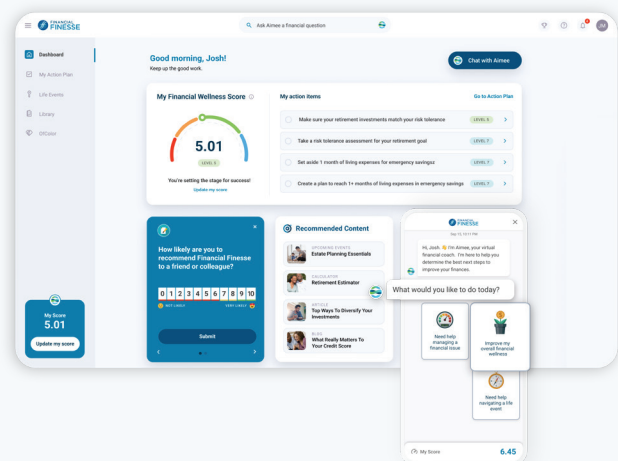 FINANCIAL
FINESSE
Ask Aimee a financial question
JM
Dashboard
My Action Plan
Life Events
Library
My Score
5.01
Update my score
Good morning, Josh!
Keep up the good work.
Chat with Aimee
My Financial Wellness Score
5.01
LEVEL 5
You're setting the stage for success!
Update my score
My action items
Go to Action Plan
Make sure your retirement investments match your risk tolerance
LEVEL 5
Take a risk tolerance assessment for your retirement goal
LEVEL 7
Set aside 1 month of living expenses for emergency savings
LEVEL 7
Create a plan to reach 1+ months of living expenses in emergency savings
LEVEL 7
How likely are you to
recommend Financial Finesse
to a friend or colleague?
0 1 2 3 4 5 6 7 8 9 10
NOT LIKELY
VERY LIKELY
Submit
Recommended Content
UPCOMING EVENTS
Estate Planning Essentials
CALCULATOR
Retirement Estimator
ARTICLE
Top Ways To Diversify Your
Investments
BLOG
What Really Matters To
Your Credit Score
FINANCIAL
FINESSE
Hi, Josh. I'm Aimee, your virtual
financial coach. I'm here to help you
determine the best next steps to
improve your finances.
What would you like to do today?
Need help
managing a
financial issue
Improve my
overall financial
wellness
Need help
navigating a life
event
My Score
6.45